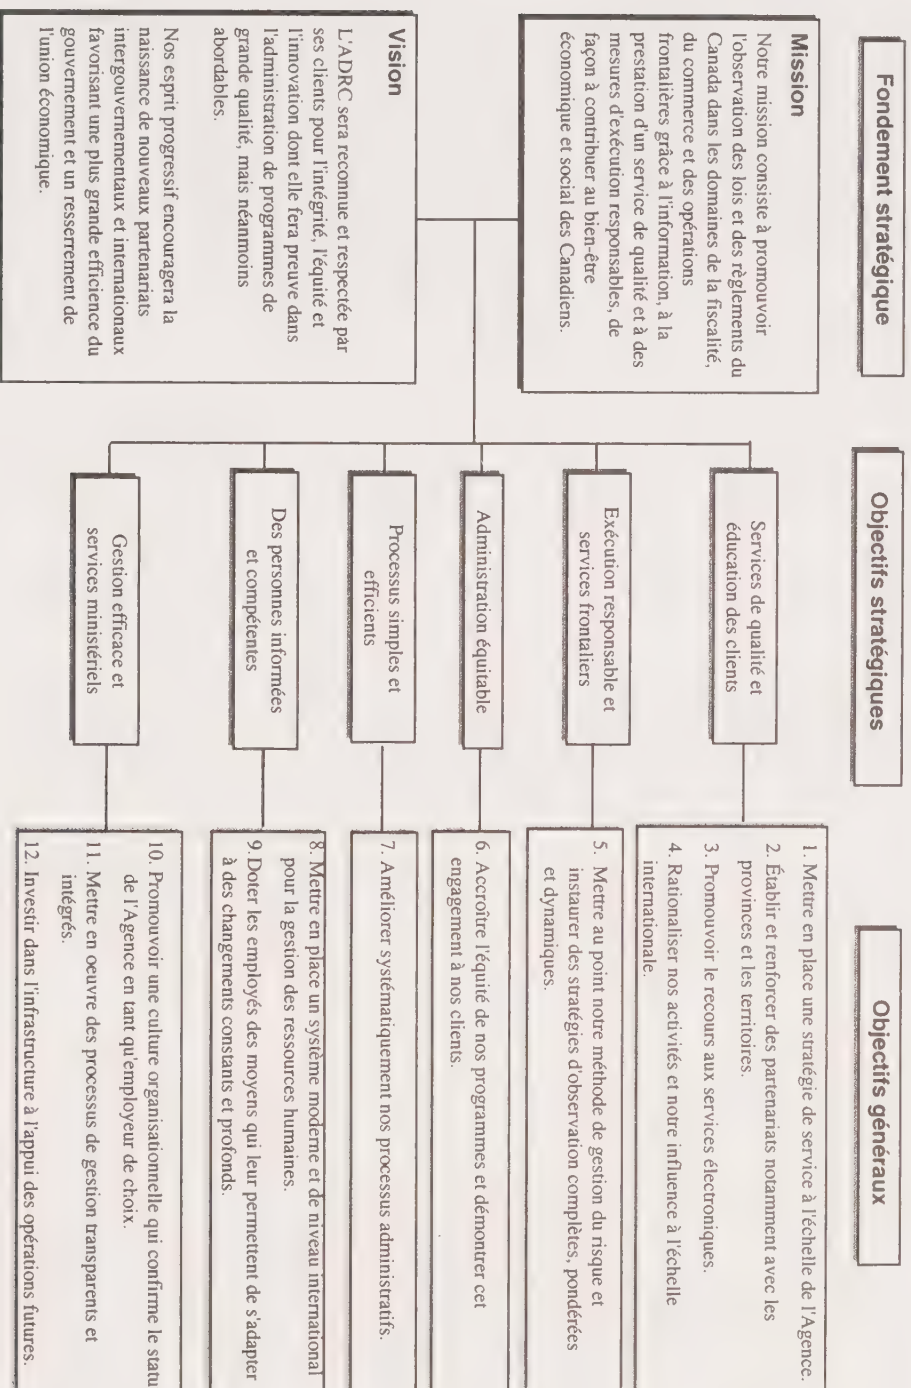 Fondement stratégique
Mission
Notre mission consiste à promouvoir
l'observation des lois et des règlements du
Canada dans les domaines de la fiscalité,
du commerce et des opérations
frontalières grâce à l'information, à la
prestation d'un service de qualité et à des
mesures d'exécution responsables, de
façon à contribuer au bien-être
économique et social des Canadiens.
Vision
L'ADRC sera reconnue et respectée par
ses clients pour l'intégrité, l'équité et
l'innovation dont elle fera preuve dans
l'administration de programmes de
grande qualité, mais néanmoins
abordables.
Nos esprit progressif encouragera la
naissance de nouveaux partenariats
intergouvernementaux et internationaux
favorisant une plus grande efficience du
gouvernement et un resserrement de
l'union économique.
Objectifs stratégiques
Services de qualité et
éducation des clients
Exécution responsable et
services frontaliers
Administration équitable
Processus simples et
efficients
Des personnes informées
et compétentes
Gestion efficace et
services ministériels
Objectifs généraux
1. Mettre en place une stratégie de service à l'échelle de l'Agence.
2. Établir et renforcer des partenariats notamment avec les
provinces et les territoires.
3. Promouvoir le recours aux services électroniques.
4. Rationaliser nos activités et notre influence à l'échelle
internationale.
5. Mettre au point notre méthode de gestion du risque et
instaurer des stratégies d'observation complètes, pondérées
et dynamiques.
6. Accroître l'équité de nos programmes et démontrer cet
engagement à nos clients.
7. Améliorer systématiquement nos processus administratifs.
8. Mettre en place un système moderne et de niveau international
pour la gestion des ressources humaines.
9. Doter les employés des moyens qui leur permettent de s'adapter
à des changements constants et profonds.
10. Promouvoir une culture organisationnelle qui confirme le statu
de l'Agence en tant qu'employeur de choix.
11. Mettre en oeuvre des processus de gestion transparents et
intégrés.
12. Investir dans l'infrastructure à l'appui des opérations futures.